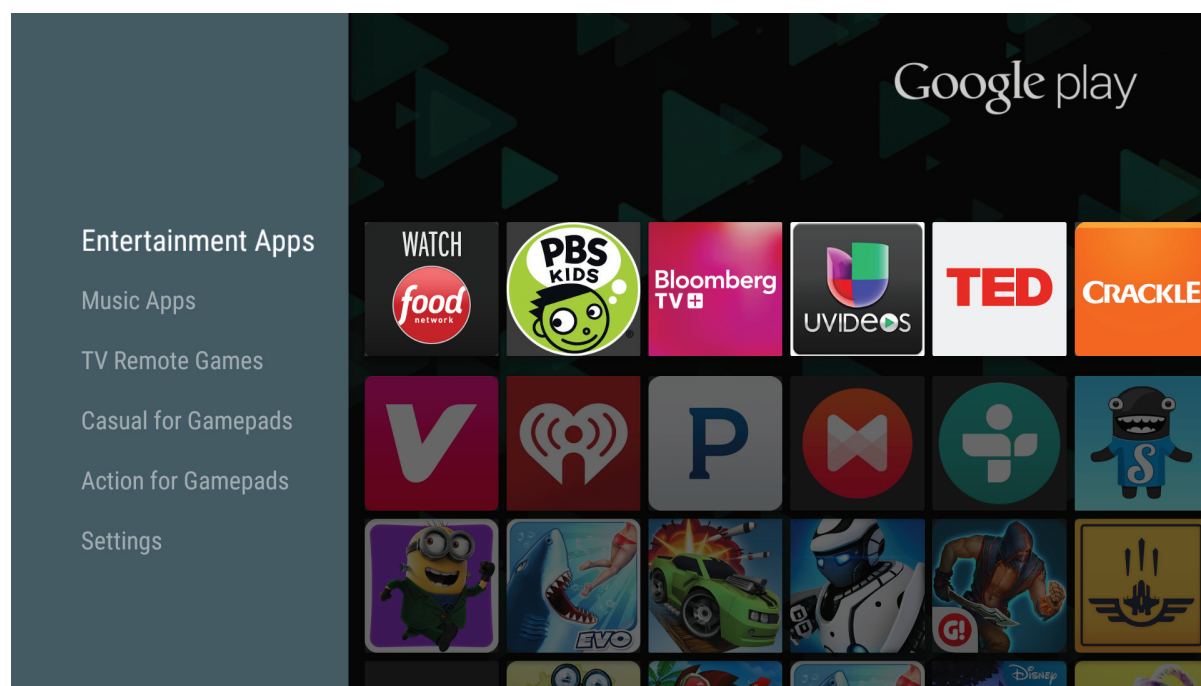 Google play
Entertainment Apps
Music Apps
TV Remote Games
Casual for Gamepads
Action for Gamepads
Settings
WATCH
food
network
PBS
KIDS
Bloomberg
TV+
UVIDEOS
TED
CRACKLE
V
P
S
EVO
G!
Disney